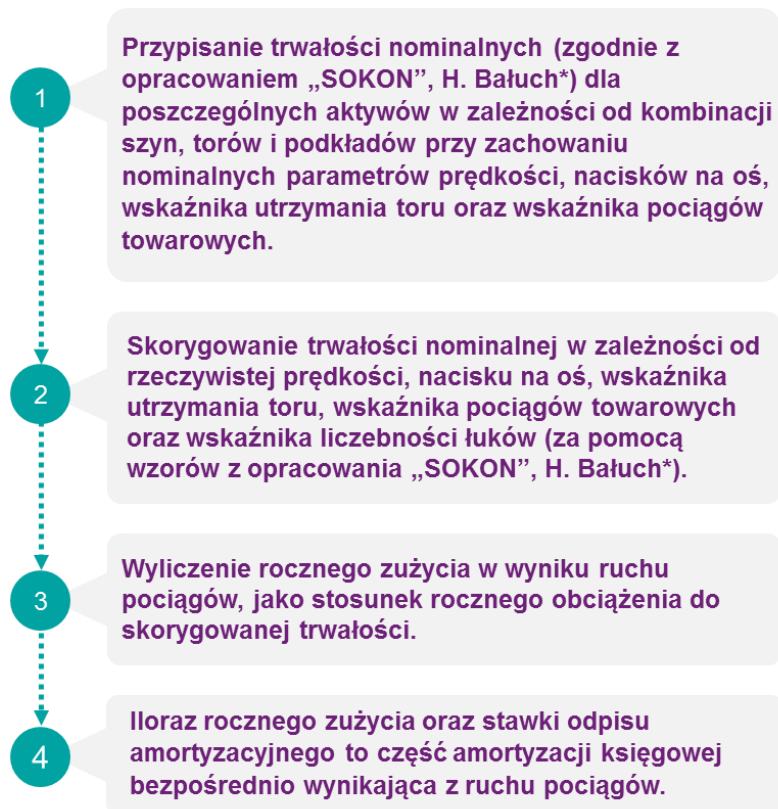 1
Przypisanie trwałości nominalnych (zgodnie z
opracowaniem „SOKON”, H. Bałuch*) dla
poszczególnych aktywów w zależności od kombinacji
szyn, torów i podkładów przy zachowaniu
nominalnych parametrów prędkości, nacisków na oś,
wskaźnika utrzymania toru oraz wskaźnika pociągów
towarowych.
2
Skorygowanie trwałości nominalnej w zależności od
rzeczywistej prędkości, nacisku na oś, wskaźnika
utrzymania toru, wskaźnika pociągów towarowych
oraz wskaźnika liczebności łuków (za pomocą
wzorów z opracowania „SOKON”, H. Bałuch*).
3
Wyliczenie rocznego zużycia w wyniku ruchu
pociągów, jako stosunek rocznego obciążenia do
skorygowanej trwałości.
4
Iloraz rocznego zużycia oraz stawki odpisu
amortyzacyjnego to część amortyzacji księgowej
bezpośrednio wynikająca z ruchu pociągów.